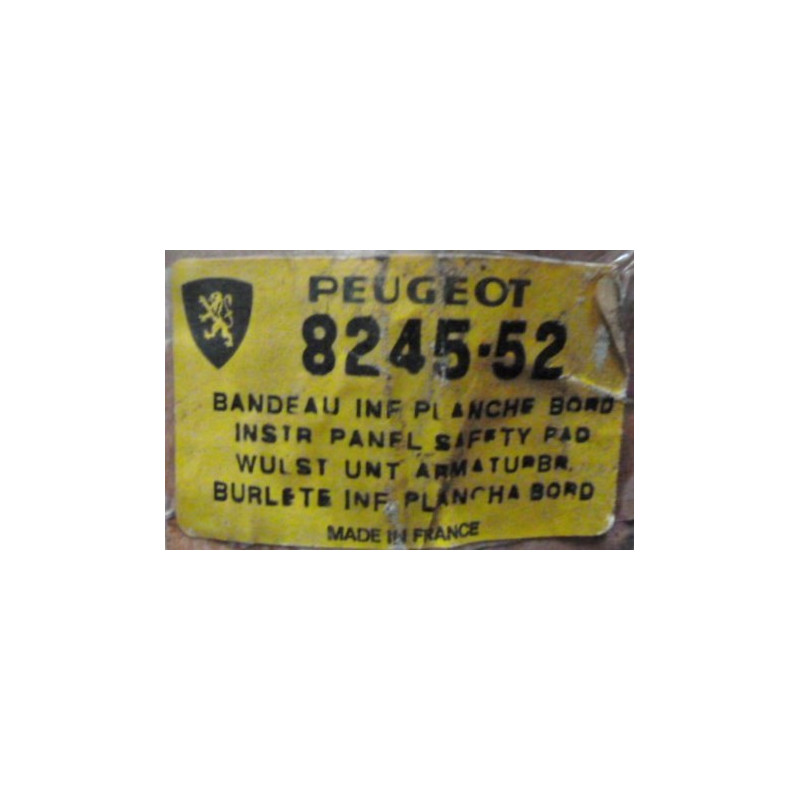 PEUGEOT
8245·52
BANDEAU INF PLANCHE BORD
INSTR PANEL SAFETY PAD
WULST UNT ARMATURBR.
BURLETE INF PLANCHA BORD
MADE IN FRANCE